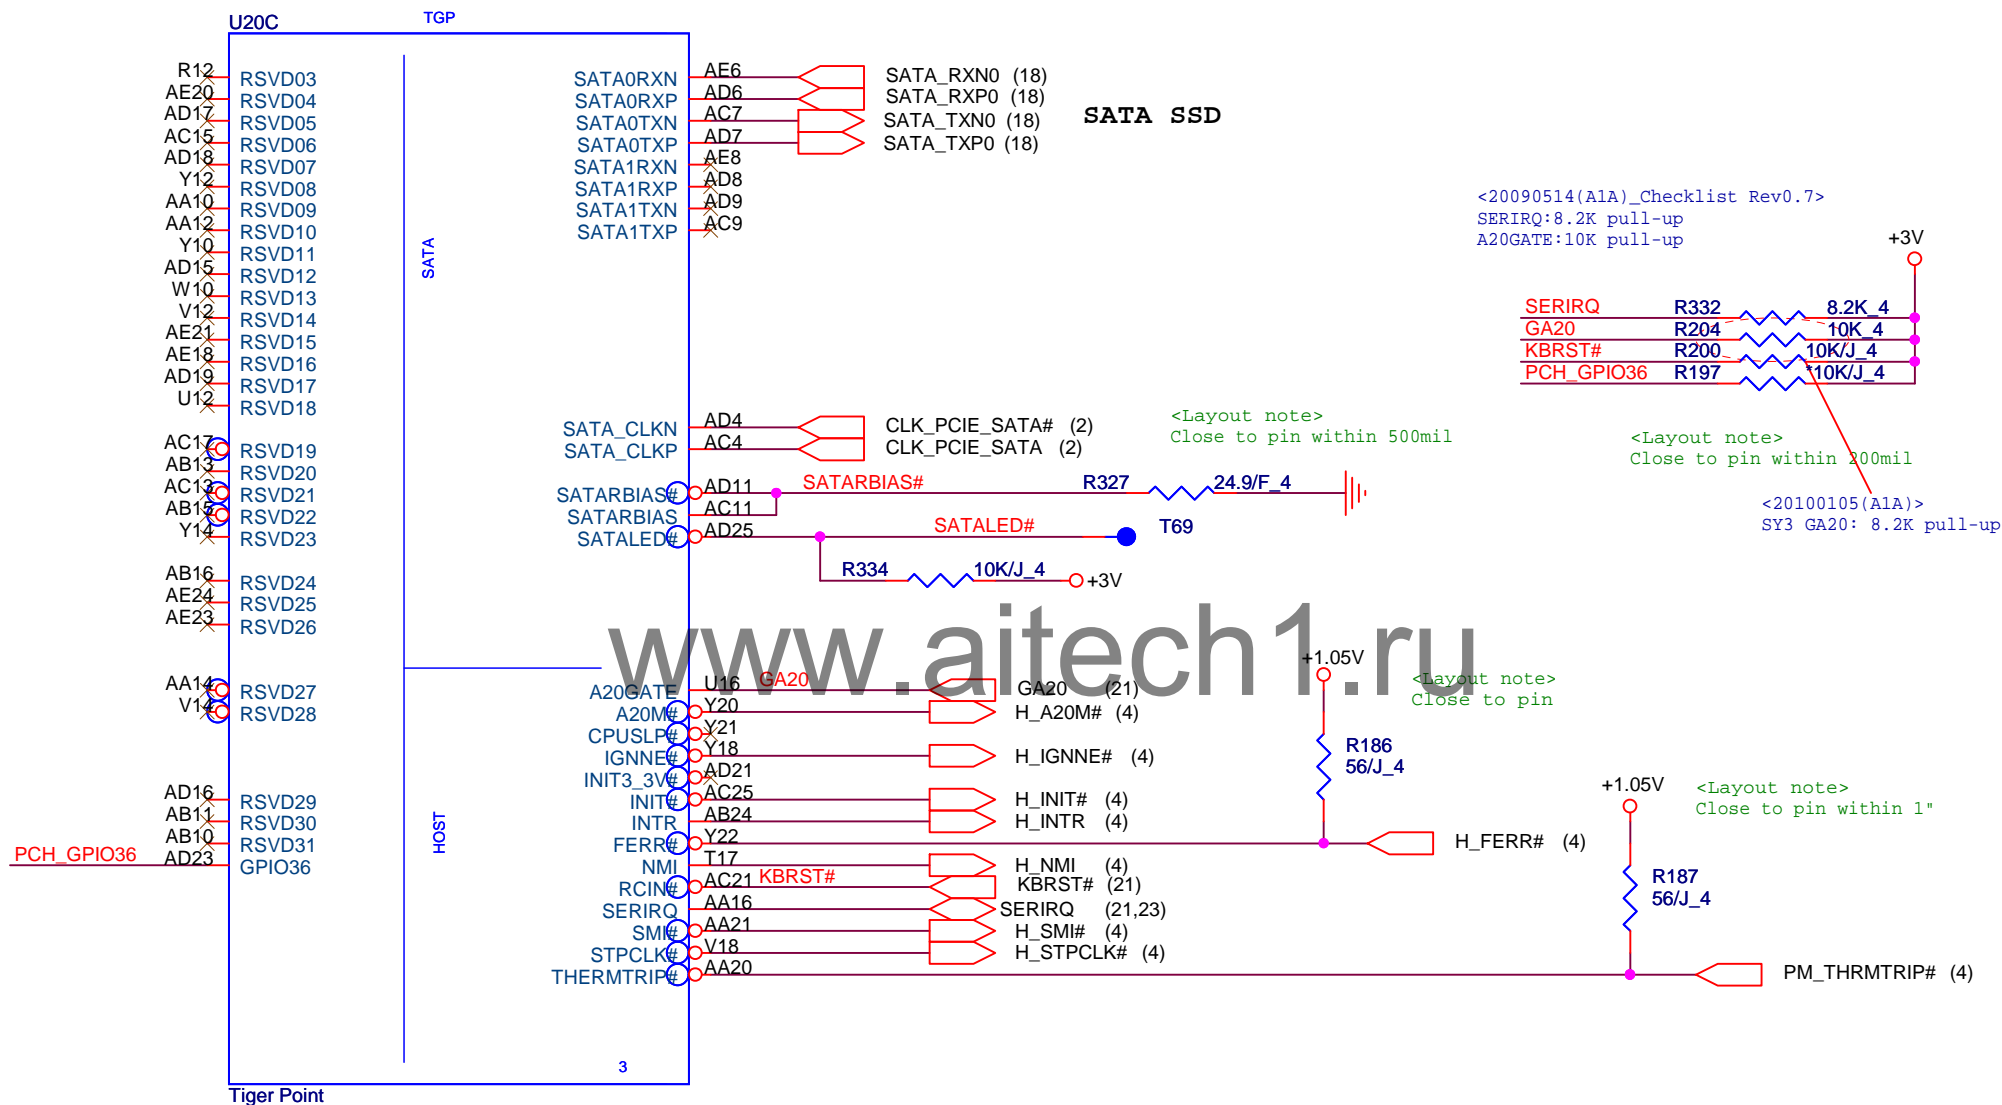 U20C
TGP
R12 RSVD03
AE20 RSVD04
AD17 RSVD05
AC15 RSVD06
AD18 RSVD07
Y12 RSVD08
AA10 RSVD09
AA12 RSVD10
Y10 RSVD11
AD15 RSVD12
W10 RSVD13
V12 RSVD14
AE21 RSVD15
AE18 RSVD16
AD19 RSVD17
U12 RSVD18
AC17 RSVD19
AB13 RSVD20
AC13 RSVD21
AB15 RSVD22
Y14 RSVD23
AB16 RSVD24
AE24 RSVD25
AE23 RSVD26
AA14 RSVD27
V14 RSVD28
AD16 RSVD29
AB11 RSVD30
AB10 RSVD31
PCH_GPIO36 AD23 GPIO36
SATA
HOST
SATA0RXN AE6 SATA_RXN0 (18)
SATA0RXP AD6 SATA_RXP0 (18)
SATA0TXN AC7 SATA_TXN0 (18)
SATA0TXP AD7 SATA_TXP0 (18)
SATA SSD
SATA1RXN AE8
SATA1RXP AD8
SATA1TXN AD9
SATA1TXP AC9
SATA_CLKN AD4 CLK_PCIE_SATA# (2)
SATA_CLKP AC4 CLK_PCIE_SATA (2)
<Layout note>
Close to pin within 500mil
SATARBIAS# AD11 SATARBIAS# R327 24.9/F_4
SATARBIAS AC11
SATALED# AD25 SATALED# T69
R334 10K/J_4 +3V
A20GATE U16 GA20 GA20 (21)
A20M# Y20 H_A20M# (4)
CPUSLP# Y21
IGNNE# Y18 H_IGNNE# (4)
INIT3_3V# AD21
INIT# AC25 H_INIT# (4)
INTR AB24 H_INTR (4)
FERR# Y22 H_FERR# (4)
NMI T17 H_NMI (4)
RCIN# AC21 KBRST# KBRST# (21)
SERIRQ AA16 SERIRQ (21,23)
SMI# AA21 H_SMI# (4)
STPCLK# V18 H_STPCLK# (4)
THERMTRIP# AA20 PM_THRMTRIP# (4)
3
Tiger Point
<20090514(A1A)_Checklist Rev0.7>
SERIRQ:8.2K pull-up
A20GATE:10K pull-up
+3V
SERIRQ R332 8.2K_4
GA20 R204 10K_4
KBRST# R200 10K/J_4
PCH_GPIO36 R197 *10K/J_4
<Layout note>
Close to pin within 200mil
<20100105(A1A)>
SY3 GA20: 8.2K pull-up
+1.05V
<Layout note>
Close to pin
R186
56/J_4
+1.05V
<Layout note>
Close to pin within 1"
R187
56/J_4
www.aitech1.ru